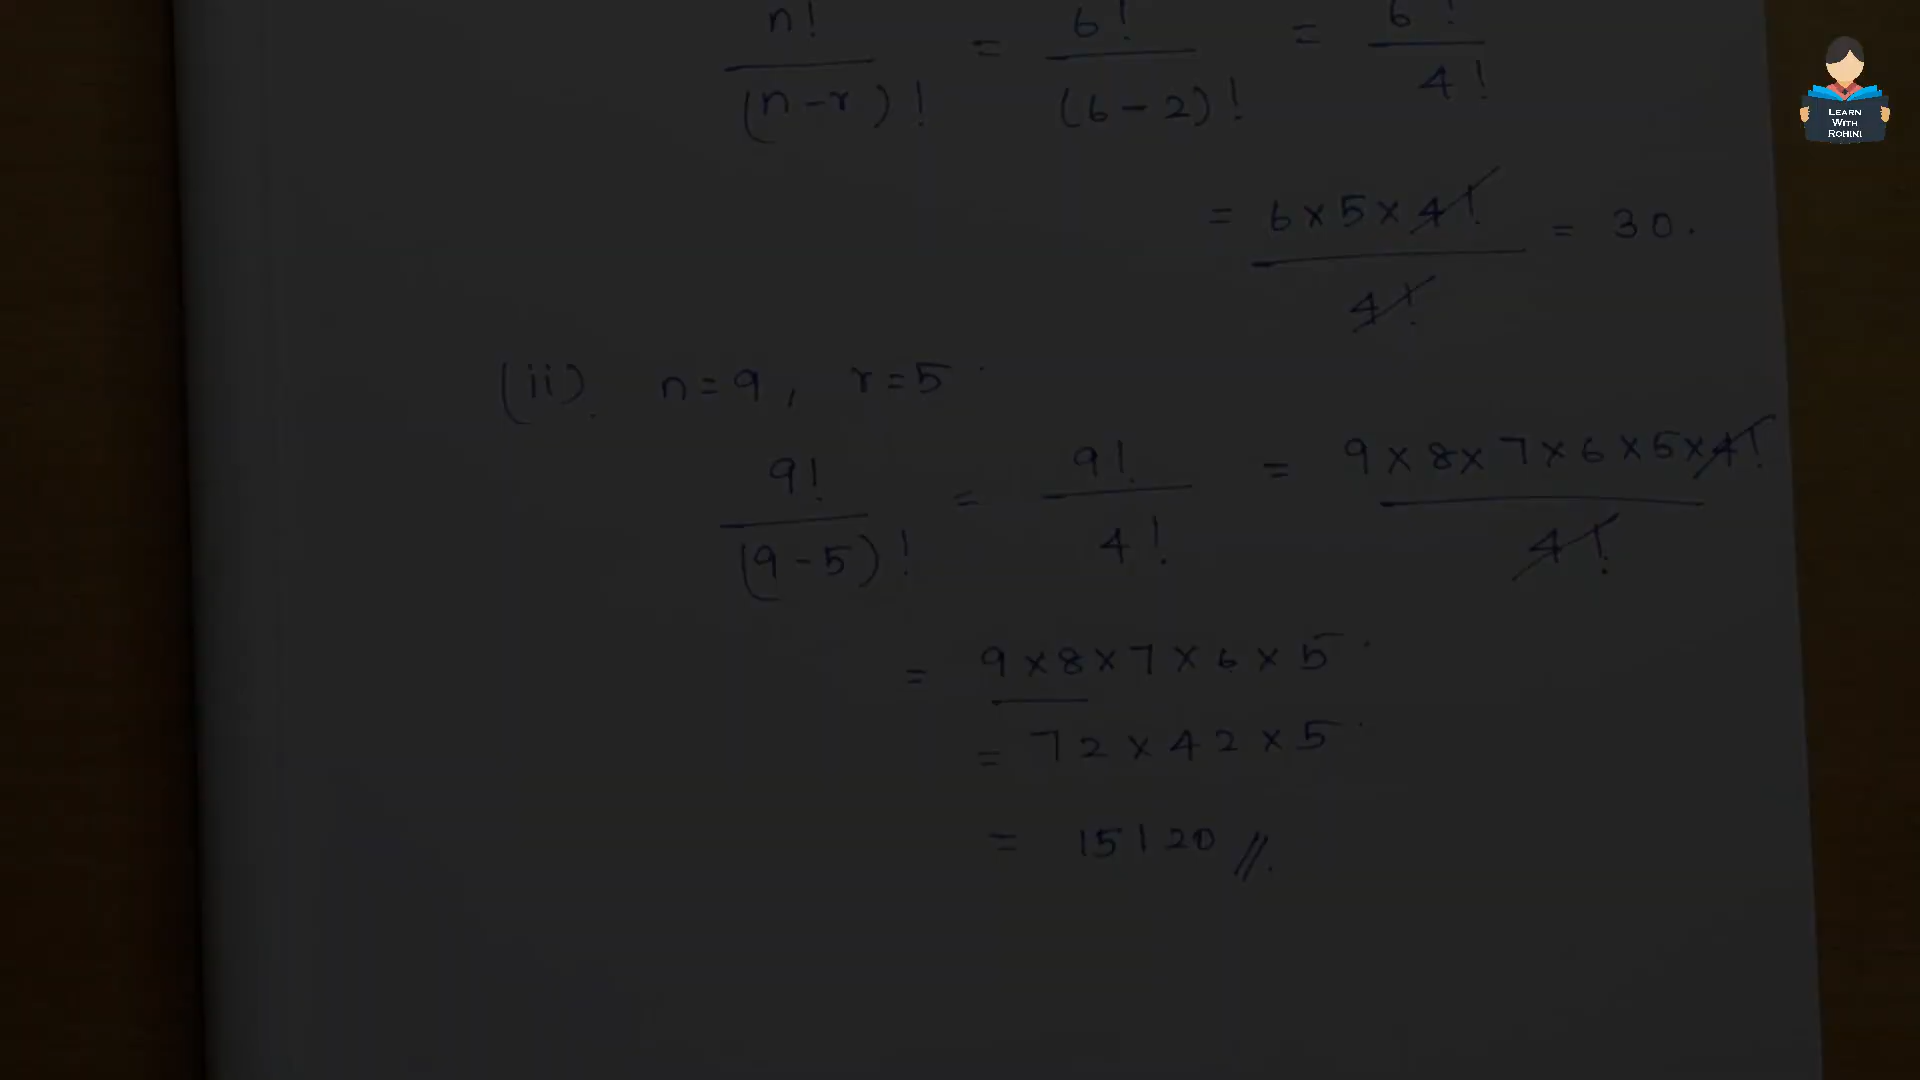 n! / (n-r)! = 6! / (6-2)! = 6! / 4!
= 6×5×4! / 4! = 30.
(ii). n=9, r=5.
9! / (9-5)! = 9! / 4! = 9×8×7×6×5×4! / 4!
= 9×8×7×6×5.
= 72×42×5.
= 15120 //.
LEARN
WITH
ROHINI